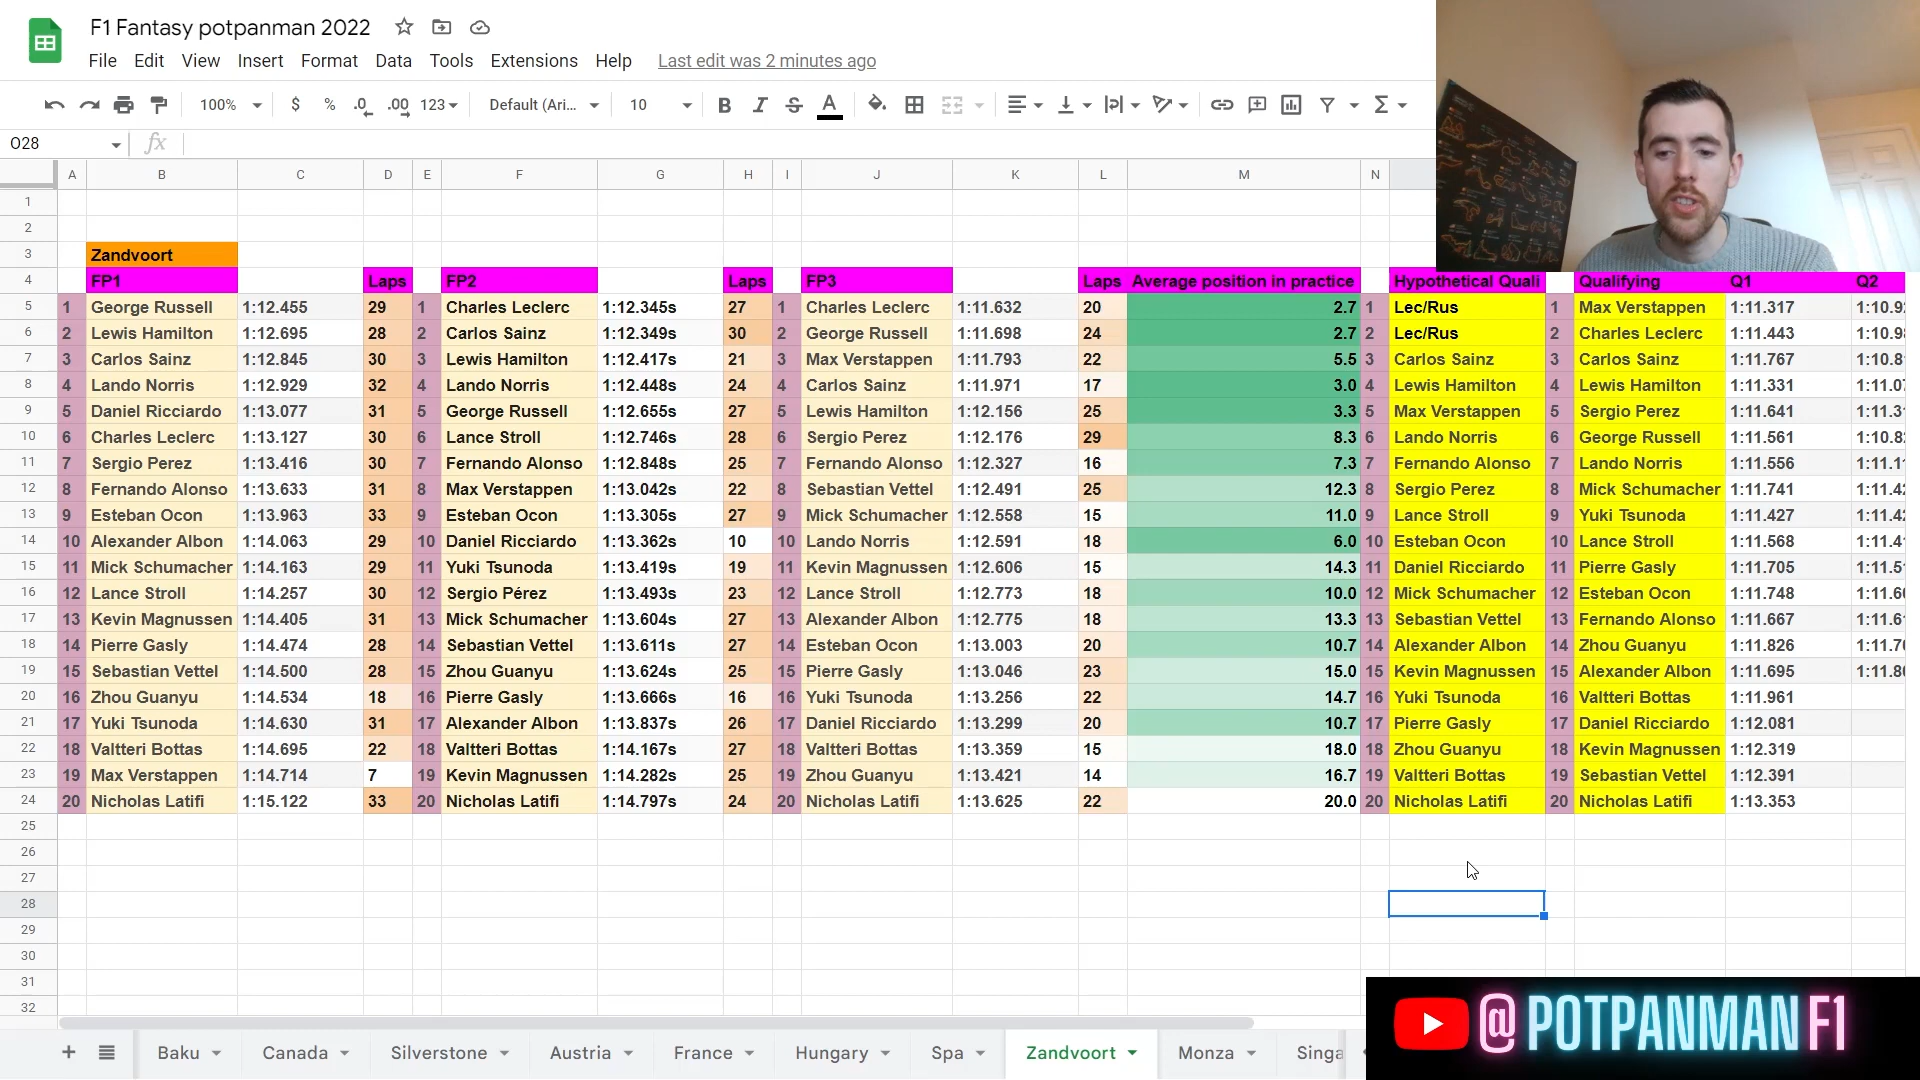 F1 Fantasy potpanman 2022
File Edit View Insert Format Data Tools Extensions Help Last edit was 2 minutes ago
100% $ % .0 .00 123 Default (Ari... 10 B I S A
O28 fx
A B C D E F G H I J K L M N
1
2
3 Zandvoort
4 FP1 Laps FP2 Laps FP3 Laps Average position in practice Hypothetical Quali Qualifying Q1 Q2
5 1 George Russell 1:12.455 29 1 Charles Leclerc 1:12.345s 27 1 Charles Leclerc 1:11.632 20 2.7 1 Lec/Rus 1 Max Verstappen 1:11.317 1:10.92
6 2 Lewis Hamilton 1:12.695 28 2 Carlos Sainz 1:12.349s 30 2 George Russell 1:11.698 24 2.7 2 Lec/Rus 2 Charles Leclerc 1:11.443 1:10.98
7 3 Carlos Sainz 1:12.845 30 3 Lewis Hamilton 1:12.417s 21 3 Max Verstappen 1:11.793 22 5.5 3 Carlos Sainz 3 Carlos Sainz 1:11.767 1:10.8
8 4 Lando Norris 1:12.929 32 4 Lando Norris 1:12.448s 24 4 Carlos Sainz 1:11.971 17 3.0 4 Lewis Hamilton 4 Lewis Hamilton 1:11.331 1:11.07
9 5 Daniel Ricciardo 1:13.077 31 5 George Russell 1:12.655s 27 5 Lewis Hamilton 1:12.156 25 3.3 5 Max Verstappen 5 Sergio Perez 1:11.641 1:11.3
10 6 Charles Leclerc 1:13.127 30 6 Lance Stroll 1:12.746s 28 6 Sergio Perez 1:12.176 29 8.3 6 Lando Norris 6 George Russell 1:11.561 1:10.82
11 7 Sergio Perez 1:13.416 30 7 Fernando Alonso 1:12.848s 25 7 Fernando Alonso 1:12.327 16 7.3 7 Fernando Alonso 7 Lando Norris 1:11.556 1:11.1
12 8 Fernando Alonso 1:13.633 31 8 Max Verstappen 1:13.042s 22 8 Sebastian Vettel 1:12.491 25 12.3 8 Sergio Perez 8 Mick Schumacher 1:11.741 1:11.42
13 9 Esteban Ocon 1:13.963 33 9 Esteban Ocon 1:13.305s 27 9 Mick Schumacher 1:12.558 15 11.0 9 Lance Stroll 9 Yuki Tsunoda 1:11.427 1:11.42
14 10 Alexander Albon 1:14.063 29 10 Daniel Ricciardo 1:13.362s 10 10 Lando Norris 1:12.591 18 6.0 10 Esteban Ocon 10 Lance Stroll 1:11.568 1:11.4
15 11 Mick Schumacher 1:14.163 29 11 Yuki Tsunoda 1:13.419s 19 11 Kevin Magnussen 1:12.606 15 14.3 11 Daniel Ricciardo 11 Pierre Gasly 1:11.705 1:11.5
16 12 Lance Stroll 1:14.257 30 12 Sergio Pérez 1:13.493s 23 12 Lance Stroll 1:12.773 18 10.0 12 Mick Schumacher 12 Esteban Ocon 1:11.748 1:11.60
17 13 Kevin Magnussen 1:14.405 31 13 Mick Schumacher 1:13.604s 27 13 Alexander Albon 1:12.775 18 13.3 13 Sebastian Vettel 13 Fernando Alonso 1:11.667 1:11.6
18 14 Pierre Gasly 1:14.474 28 14 Sebastian Vettel 1:13.611s 27 14 Esteban Ocon 1:13.003 20 10.7 14 Alexander Albon 14 Zhou Guanyu 1:11.826 1:11.70
19 15 Sebastian Vettel 1:14.500 28 15 Zhou Guanyu 1:13.624s 25 15 Pierre Gasly 1:13.046 23 15.0 15 Kevin Magnussen 15 Alexander Albon 1:11.695 1:11.80
20 16 Zhou Guanyu 1:14.534 18 16 Pierre Gasly 1:13.666s 16 16 Yuki Tsunoda 1:13.256 22 14.7 16 Yuki Tsunoda 16 Valtteri Bottas 1:11.961
21 17 Yuki Tsunoda 1:14.630 31 17 Alexander Albon 1:13.837s 26 17 Daniel Ricciardo 1:13.299 20 10.7 17 Pierre Gasly 17 Daniel Ricciardo 1:12.081
22 18 Valtteri Bottas 1:14.695 22 18 Valtteri Bottas 1:14.167s 27 18 Valtteri Bottas 1:13.359 15 18.0 18 Zhou Guanyu 18 Kevin Magnussen 1:12.319
23 19 Max Verstappen 1:14.714 7 19 Kevin Magnussen 1:14.282s 25 19 Zhou Guanyu 1:13.421 14 16.7 19 Valtteri Bottas 19 Sebastian Vettel 1:12.391
24 20 Nicholas Latifi 1:15.122 33 20 Nicholas Latifi 1:14.797s 24 20 Nicholas Latifi 1:13.625 22 20.0 20 Nicholas Latifi 20 Nicholas Latifi 1:13.353
25
26
27
28
29
30
31
32
@POTPANMAN F1
+ Baku Canada Silverstone Austria France Hungary Spa Zandvoort Monza Singa